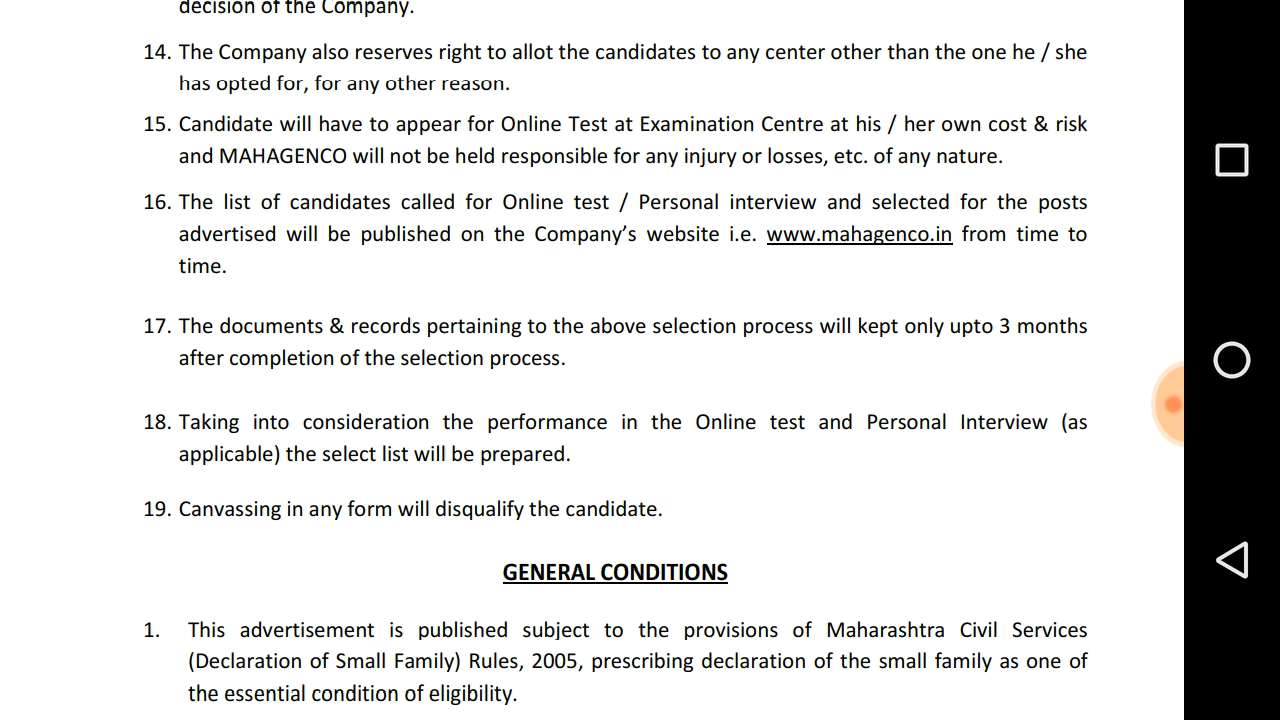 decision of the Company.
14. The Company also reserves right to allot the candidates to any center other than the one he / she
has opted for, for any other reason.
15. Candidate will have to appear for Online Test at Examination Centre at his / her own cost & risk
and MAHAGENCO will not be held responsible for any injury or losses, etc. of any nature.
16. The list of candidates called for Online test / Personal interview and selected for the posts
advertised will be published on the Company’s website i.e. www.mahagenco.in from time to
time.
17. The documents & records pertaining to the above selection process will kept only upto 3 months
after completion of the selection process.
18. Taking into consideration the performance in the Online test and Personal Interview (as
applicable) the select list will be prepared.
19. Canvassing in any form will disqualify the candidate.
GENERAL CONDITIONS
1. This advertisement is published subject to the provisions of Maharashtra Civil Services
(Declaration of Small Family) Rules, 2005, prescribing declaration of the small family as one of
the essential condition of eligibility.